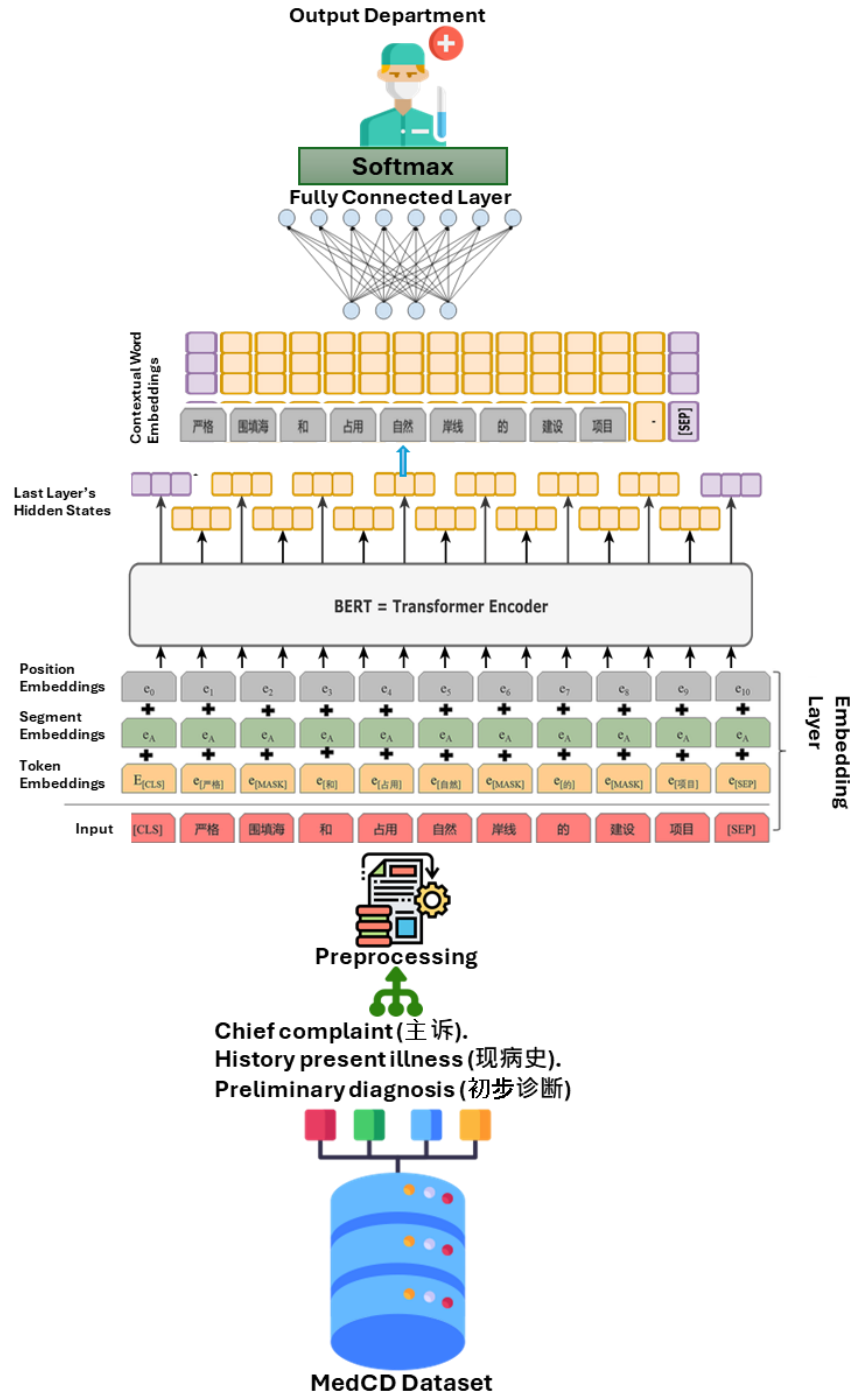 Output Department
Softmax
Fully Connected Layer
Contextual Word
Embeddings
严格 围填海 和 占用 自然 岸线 的 建设 项目 . [SEP]
Last Layer's
Hidden States
BERT = Transformer Encoder
Position
Embeddings
e0 e1 e2 e3 e4 e5 e6 e7 e8 e9 e10
Segment
Embeddings
eA eA eA eA eA eA eA eA eA eA eA
Token
Embeddings
E[CLS] e[严格] e[MASK] e[和] e[占用] e[自然] e[MASK] e[的] e[MASK] e[项目] e[SEP]
Embedding
Layer
Input
[CLS] 严格 围填海 和 占用 自然 岸线 的 建设 项目 [SEP]
Preprocessing
Chief complaint (主诉).
History present illness (现病史).
Preliminary diagnosis (初步诊断)
MedCD Dataset